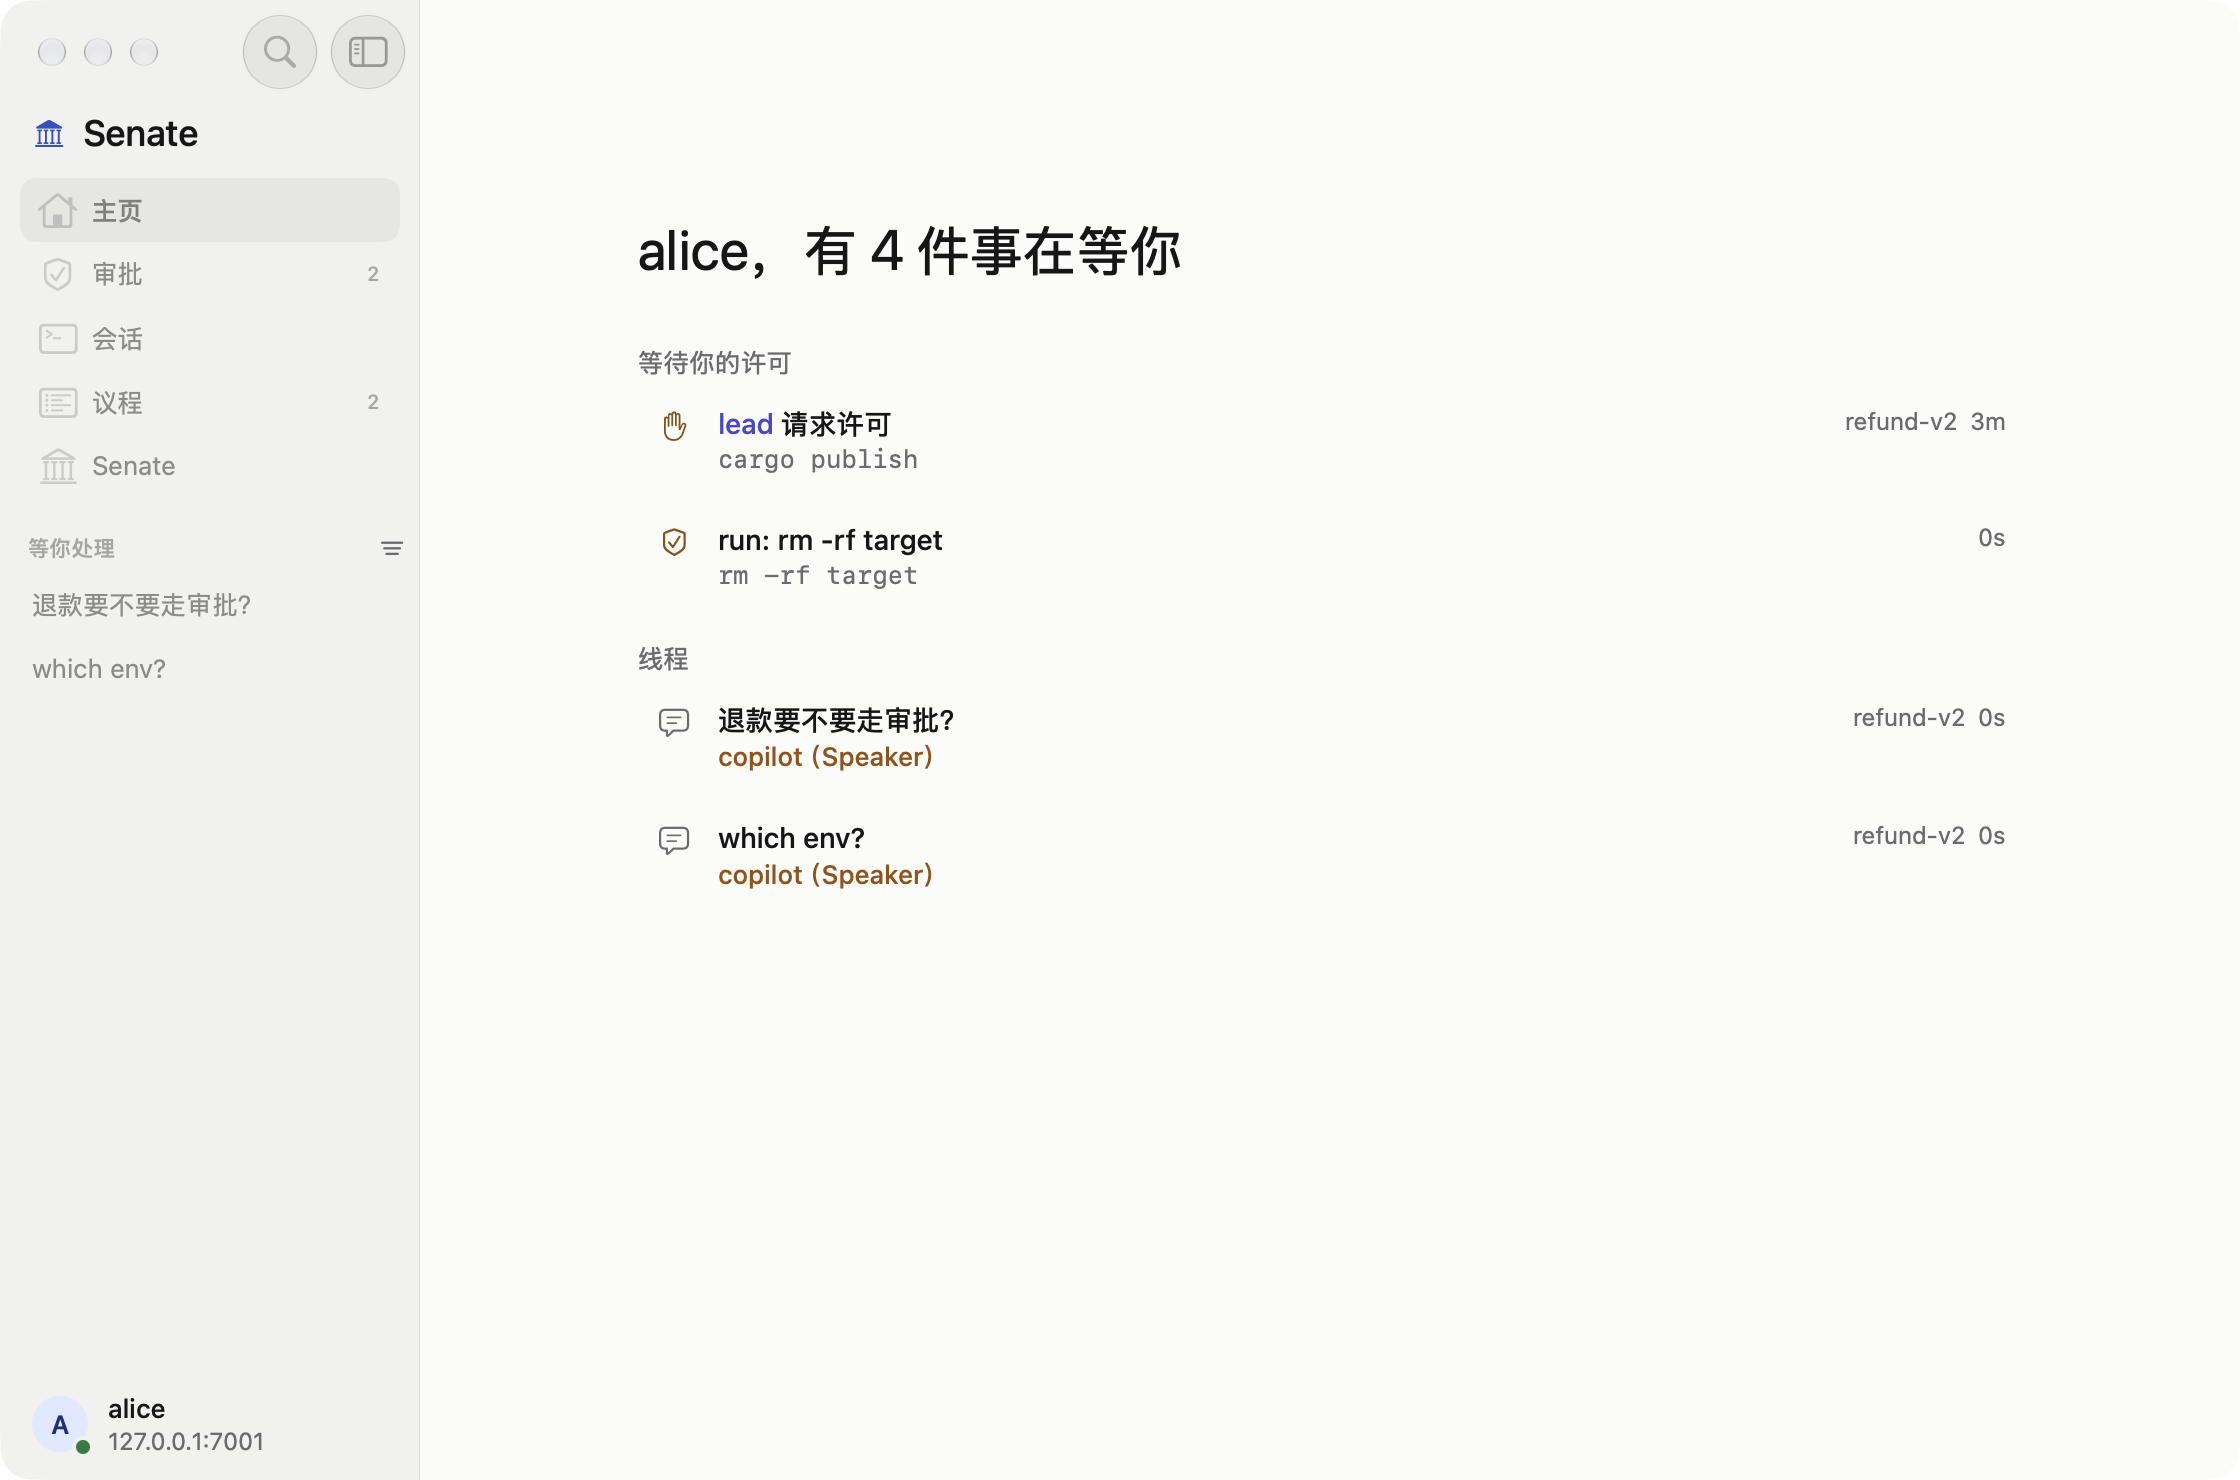 Senate
主页
审批 2
会话
议程 2
Senate
等你处理
退款要不要走审批?
which env?
A
alice
127.0.0.1:7001
alice，有 4 件事在等你
等待你的许可
lead 请求许可 refund-v2 3m
cargo publish
run: rm -rf target 0s
rm -rf target
线程
退款要不要走审批? refund-v2 0s
copilot (Speaker)
which env? refund-v2 0s
copilot (Speaker)